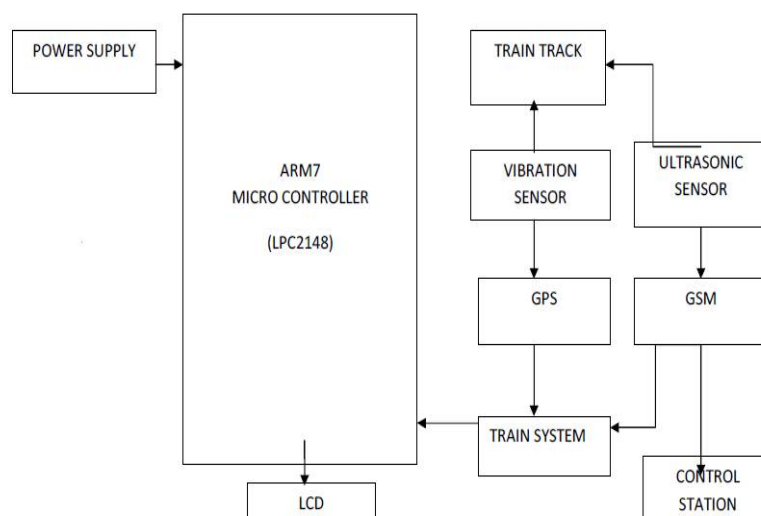 POWER SUPPLY
ARM7
MICRO CONTROLLER
(LPC2148)
TRAIN TRACK
VIBRATION
SENSOR
ULTRASONIC
SENSOR
GPS
GSM
TRAIN SYSTEM
LCD
CONTROL
STATION